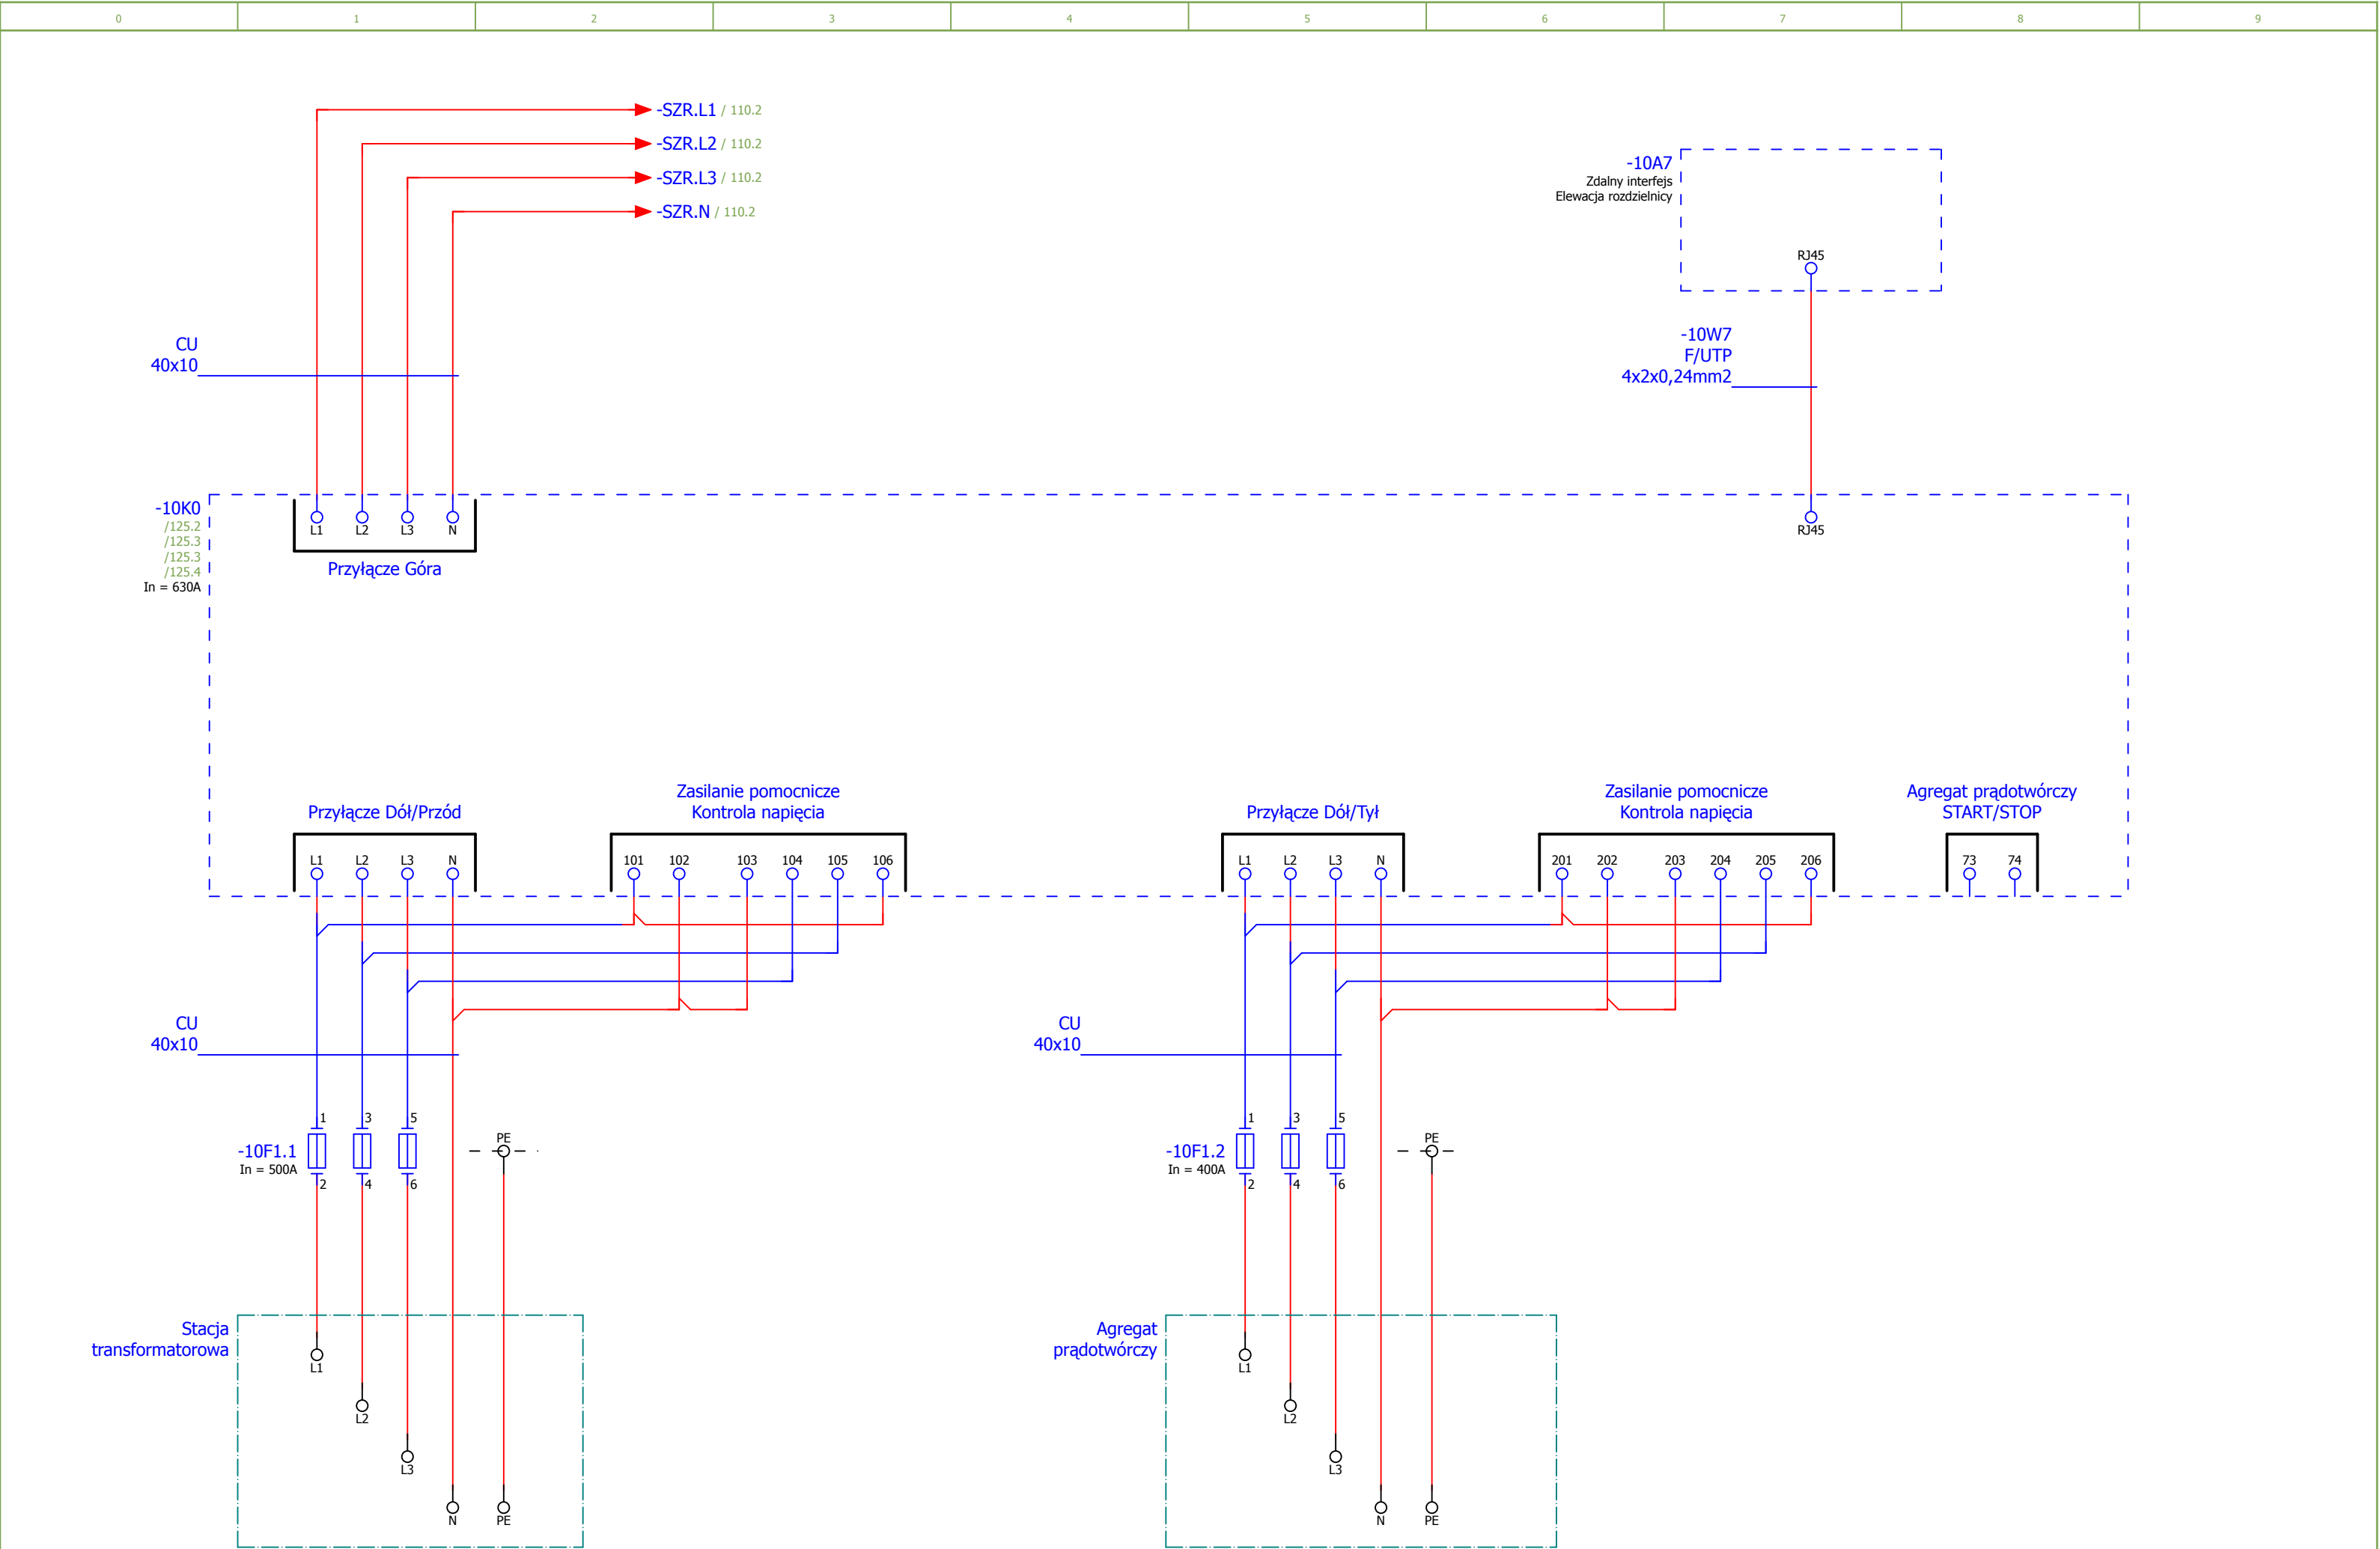 0 1 2 3 4 5 6 7 8 9
-SZR.L1 / 110.2
-SZR.L2 / 110.2
-SZR.L3 / 110.2
-SZR.N / 110.2
-10A7
Zdalny interfejs
Elewacja rozdzielnicy
RJ45
CU
40x10
-10W7
F/UTP
4x2x0,24mm2
-10K0
/125.2
/125.3
/125.3
/125.4
In = 630A
L1 L2 L3 N
Przyłącze Góra
RJ45
Przyłącze Dół/Przód
L1 L2 L3 N
Zasilanie pomocnicze
Kontrola napięcia
101 102 103 104 105 106
Przyłącze Dół/Tył
L1 L2 L3 N
Zasilanie pomocnicze
Kontrola napięcia
201 202 203 204 205 206
Agregat prądotwórczy
START/STOP
73 74
CU
40x10
CU
40x10
-10F1.1
In = 500A
1 3 5
2 4 6
PE
-10F1.2
In = 400A
1 3 5
2 4 6
PE
Stacja
transformatorowa
L1
L2
L3
N PE
Agregat
prądotwórczy
L1
L2
L3
N PE